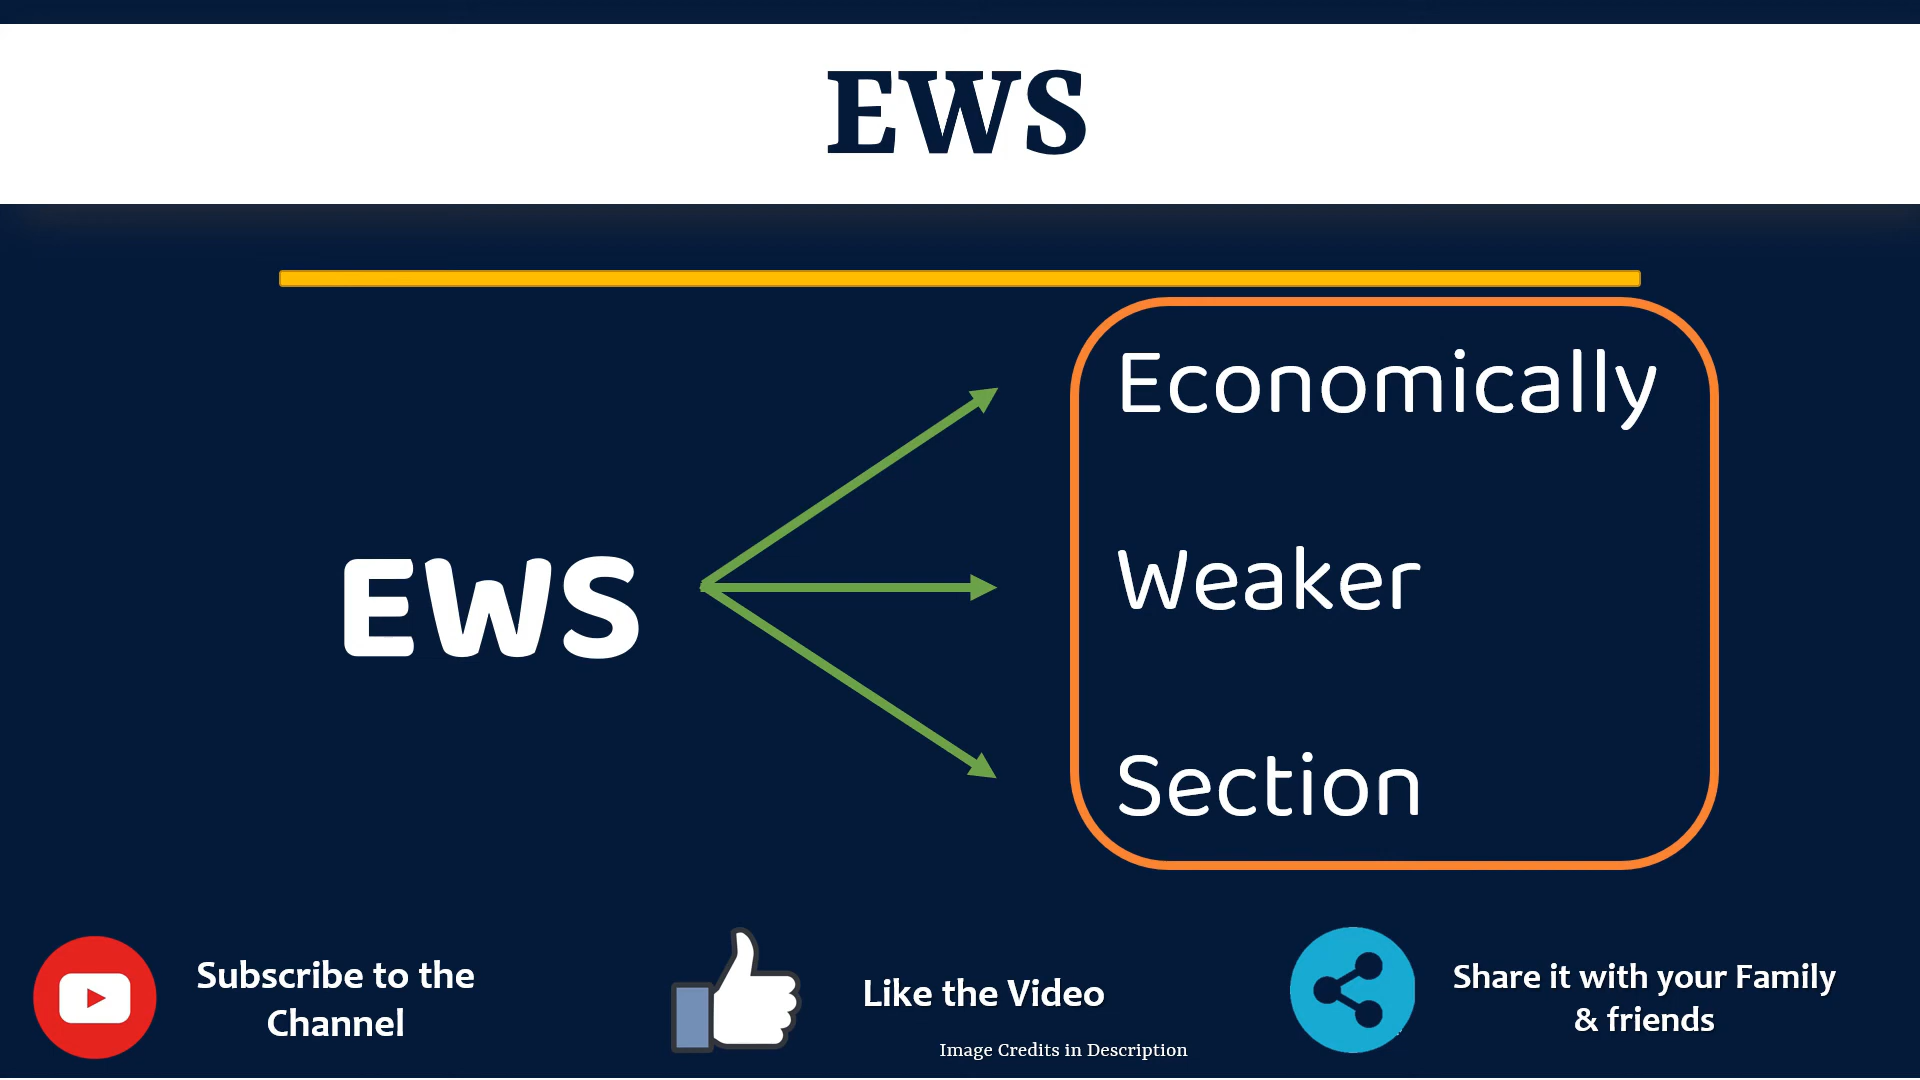 EWS
EWS
Economically
Weaker
Section
Subscribe to the
Channel
Like the Video
Share it with your Family
& friends
Image Credits in Description